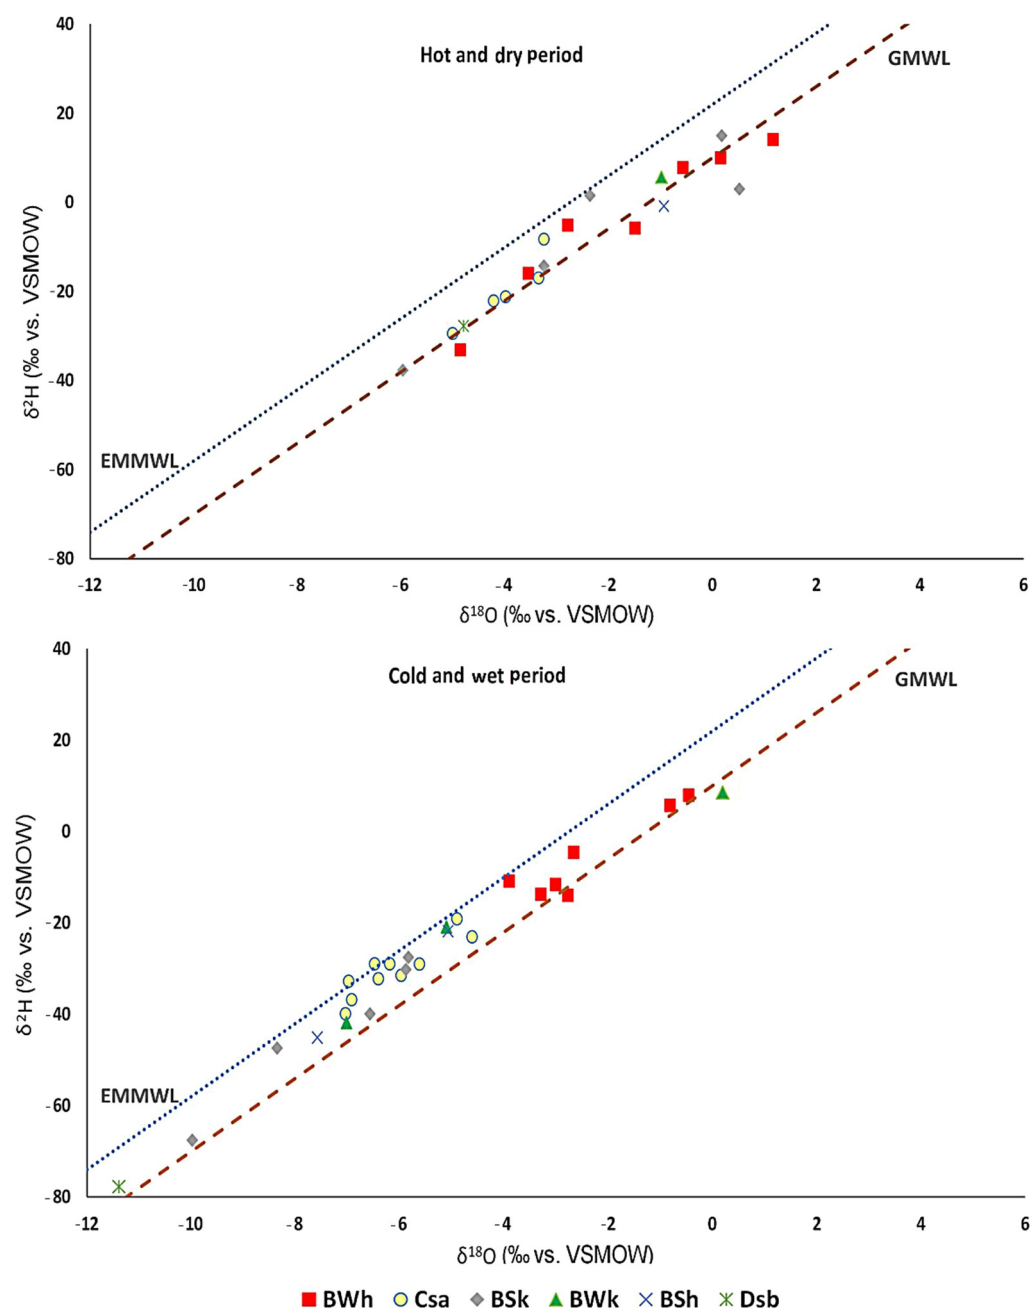 40
Hot and dry period
GMWL
20
0
-20
-40
EMMWL
-60
-80
-12 -10 -8 -6 -4 -2 0 2 4 6
δ¹⁸O (‰ vs. VSMOW)
δ²H (‰ vs. VSMOW)
40
Cold and wet period
GMWL
20
0
-20
-40
EMMWL
-60
-80
-12 -10 -8 -6 -4 -2 0 2 4 6
δ¹⁸O (‰ vs. VSMOW)
δ²H (‰ vs. VSMOW)
BWh Csa BSk BWk BSh Dsb